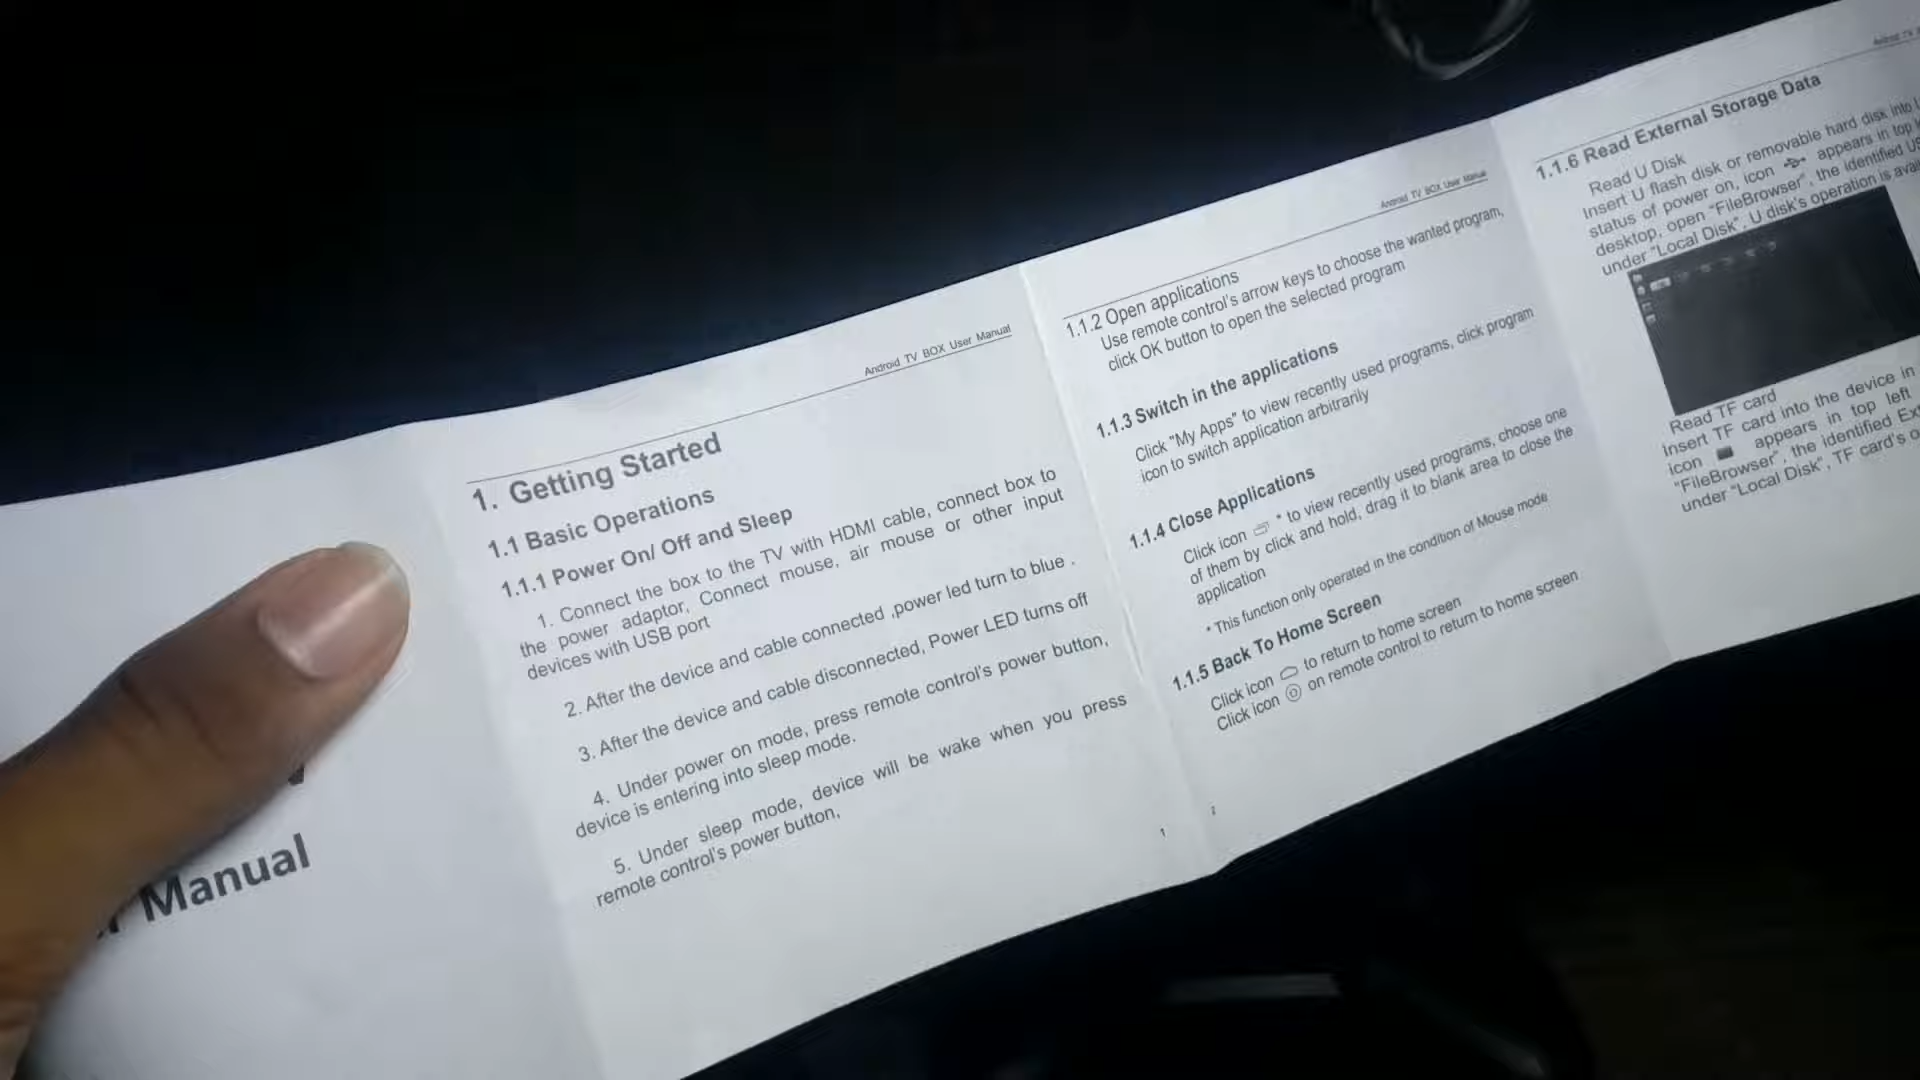 Manual
Android TV BOX User Manual
1. Getting Started
1.1 Basic Operations
1.1.1 Power On/ Off and Sleep
1. Connect the box to the TV with HDMI cable, connect box to
the power adaptor, Connect mouse, air mouse or other input
devices with USB port
2. After the device and cable connected ,power led turn to blue .
3. After the device and cable disconnected, Power LED turns off
4. Under power on mode, press remote control's power button,
device is entering into sleep mode.
5. Under sleep mode, device will be wake when you press
remote control's power button,
1
Android TV BOX User Manual
1.1.2 Open applications
Use remote control's arrow keys to choose the wanted program,
click OK button to open the selected program
1.1.3 Switch in the applications
Click "My Apps" to view recently used programs, click program
icon to switch application arbitrarily
1.1.4 Close Applications
Click icon * to view recently used programs, choose one
of them by click and hold, drag it to blank area to close the
application
* This function only operated in the condition of Mouse mode
1.1.5 Back To Home Screen
Click icon to return to home screen
Click icon on remote control to return to home screen
2
Android TV
1.1.6 Read External Storage Data
Read U Disk
Insert U flash disk or removable hard disk into
status of power on, icon appears in top
desktop, open "FileBrowser", the identified
under "Local Disk", U disk's operation is
Read TF card
Insert TF card into the device in
icon appears in top left
"FileBrowser", the identified
under "Local Disk", TF card's